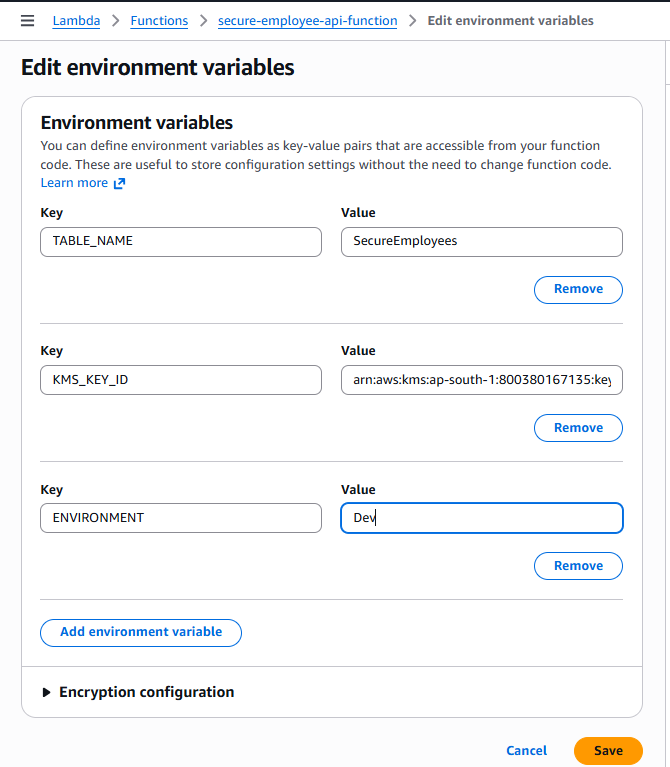 Lambda > Functions > secure-employee-api-function > Edit environment variables
Edit environment variables
Environment variables
You can define environment variables as key-value pairs that are accessible from your function
code. These are useful to store configuration settings without the need to change function code.
Learn more
Key Value
TABLE_NAME SecureEmployees
Remove
Key Value
KMS_KEY_ID arn:aws:kms:ap-south-1:800380167135:key
Remove
Key Value
ENVIRONMENT Dev
Remove
Add environment variable
Encryption configuration
Cancel Save